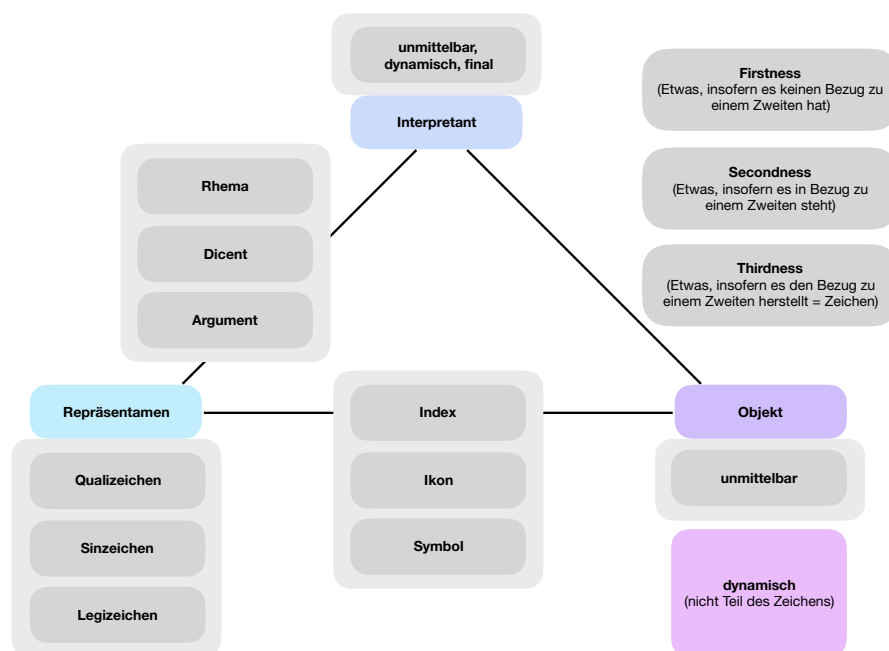 unmittelbar,
dynamisch, final
Interpretant
Firstness
(Etwas, insofern es keinen Bezug zu
einem Zweiten hat)
Rhema
Dicent
Argument
Secondness
(Etwas, insofern es in Bezug zu
einem Zweiten steht)
Thirdness
(Etwas, insofern es den Bezug zu
einem Zweiten herstellt = Zeichen)
Repräsentamen
Index
Objekt
Qualizeichen
Ikon
unmittelbar
Sinzeichen
Symbol
dynamisch
(nicht Teil des Zeichens)
Legizeichen